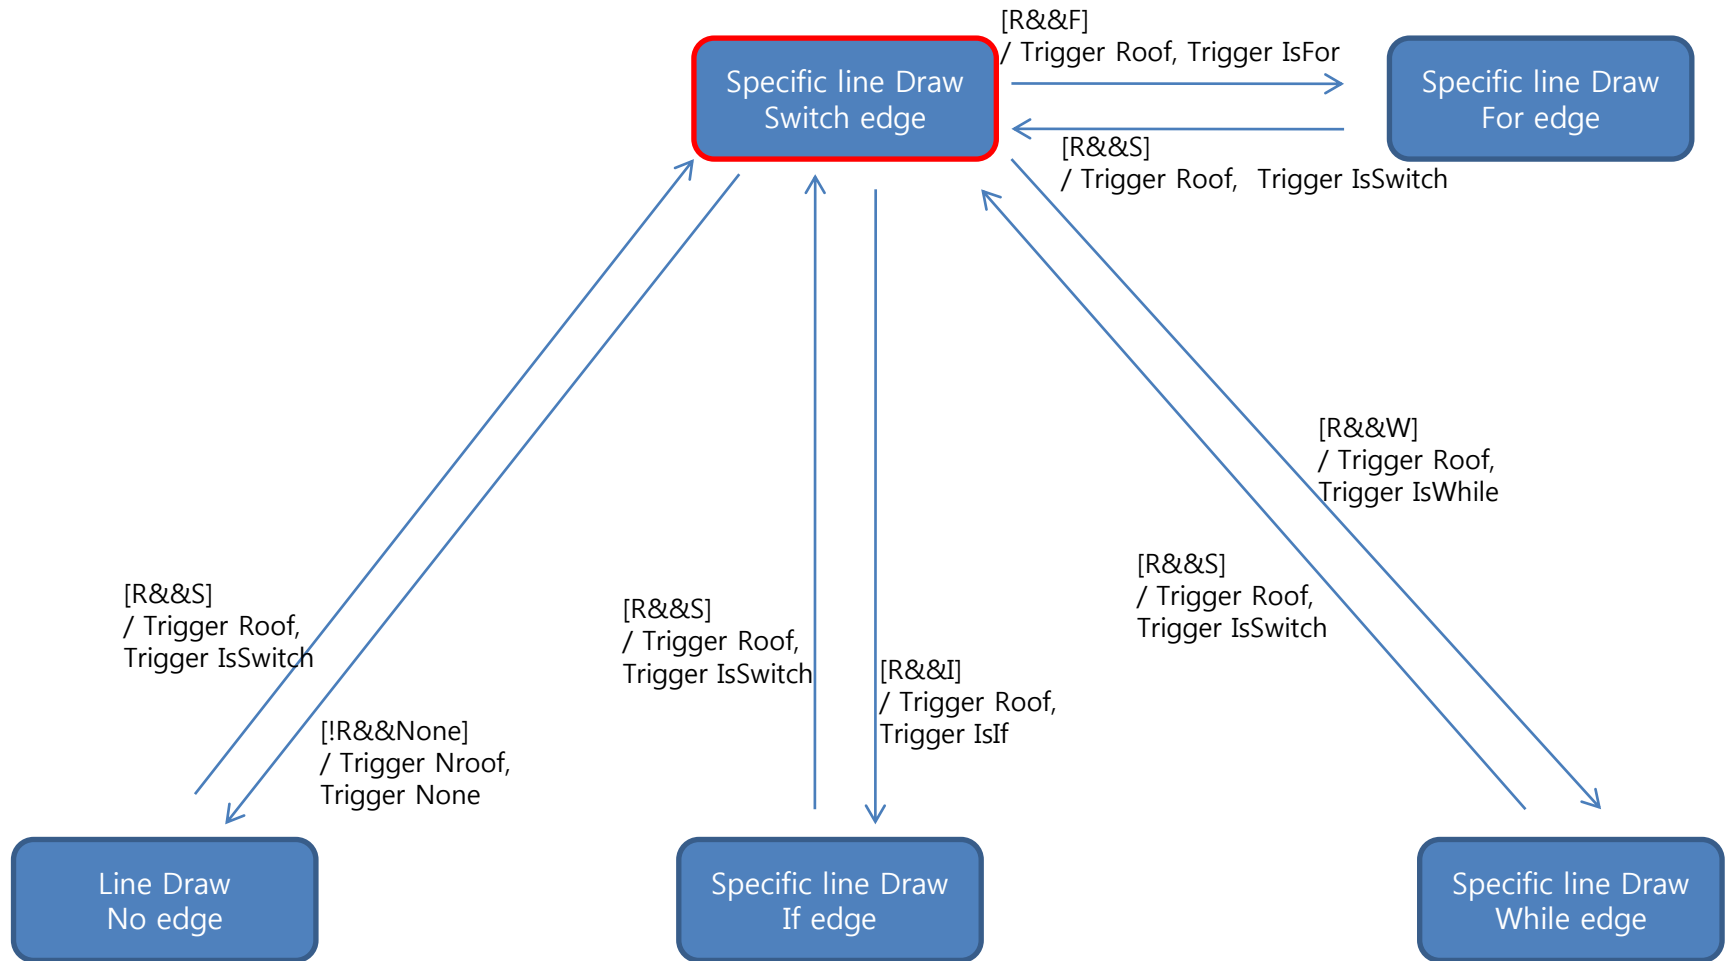 [R&&F]
/ Trigger Roof, Trigger IsFor
Specific line Draw
Switch edge
Specific line Draw
For edge
[R&&S]
/ Trigger Roof,  Trigger IsSwitch
[R&&W]
/ Trigger Roof,
Trigger IsWhile
[R&&S]
/ Trigger Roof,
Trigger IsSwitch
[R&&S]
/ Trigger Roof,
Trigger IsSwitch
[R&&S]
/ Trigger Roof,
Trigger IsSwitch
[R&&I]
/ Trigger Roof,
Trigger IsIf
[!R&&None]
/ Trigger Nroof,
Trigger None
Line Draw
No edge
Specific line Draw
If edge
Specific line Draw
While edge